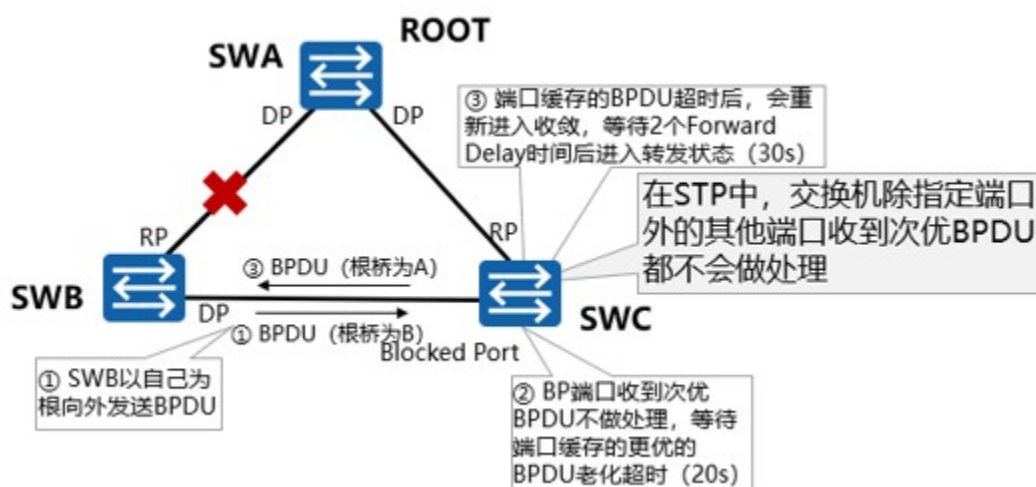 ROOT
SWA
DP
DP
③ 端口缓存的BPDU超时后，会重
新进入收敛，等待2个Forward
Delay时间后进入转发状态（30s）
在STP中，交换机除指定端口
外的其他端口收到次优BPDU
都不会做处理
RP
RP
③ BPDU（根桥为A）
SWB
SWC
DP
① BPDU（根桥为B）
Blocked Port
① SWB以自己为
根向外发送BPDU
② BP端口收到次优
BPDU不做处理，等待
端口缓存的更优的
BPDU老化超时（20s）